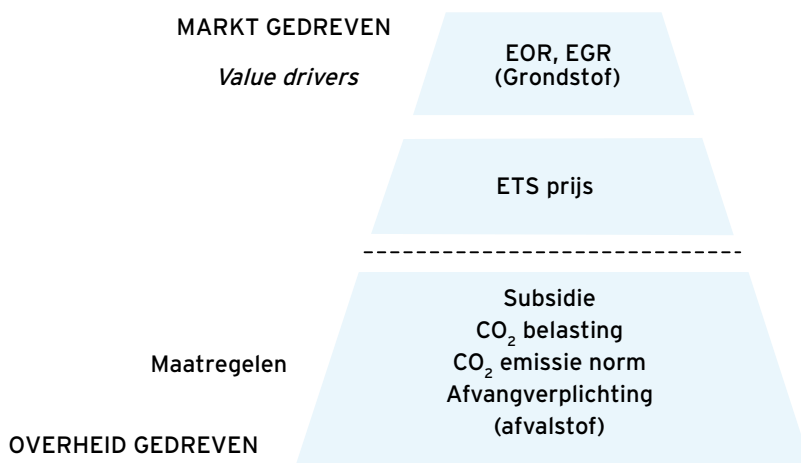 MARKT GEDREVEN
Value drivers
EOR, EGR
(Grondstof)
ETS prijs
Maatregelen
Subsidie
CO₂ belasting
CO₂ emissie norm
Afvangverplichting
(afvalstof)
OVERHEID GEDREVEN